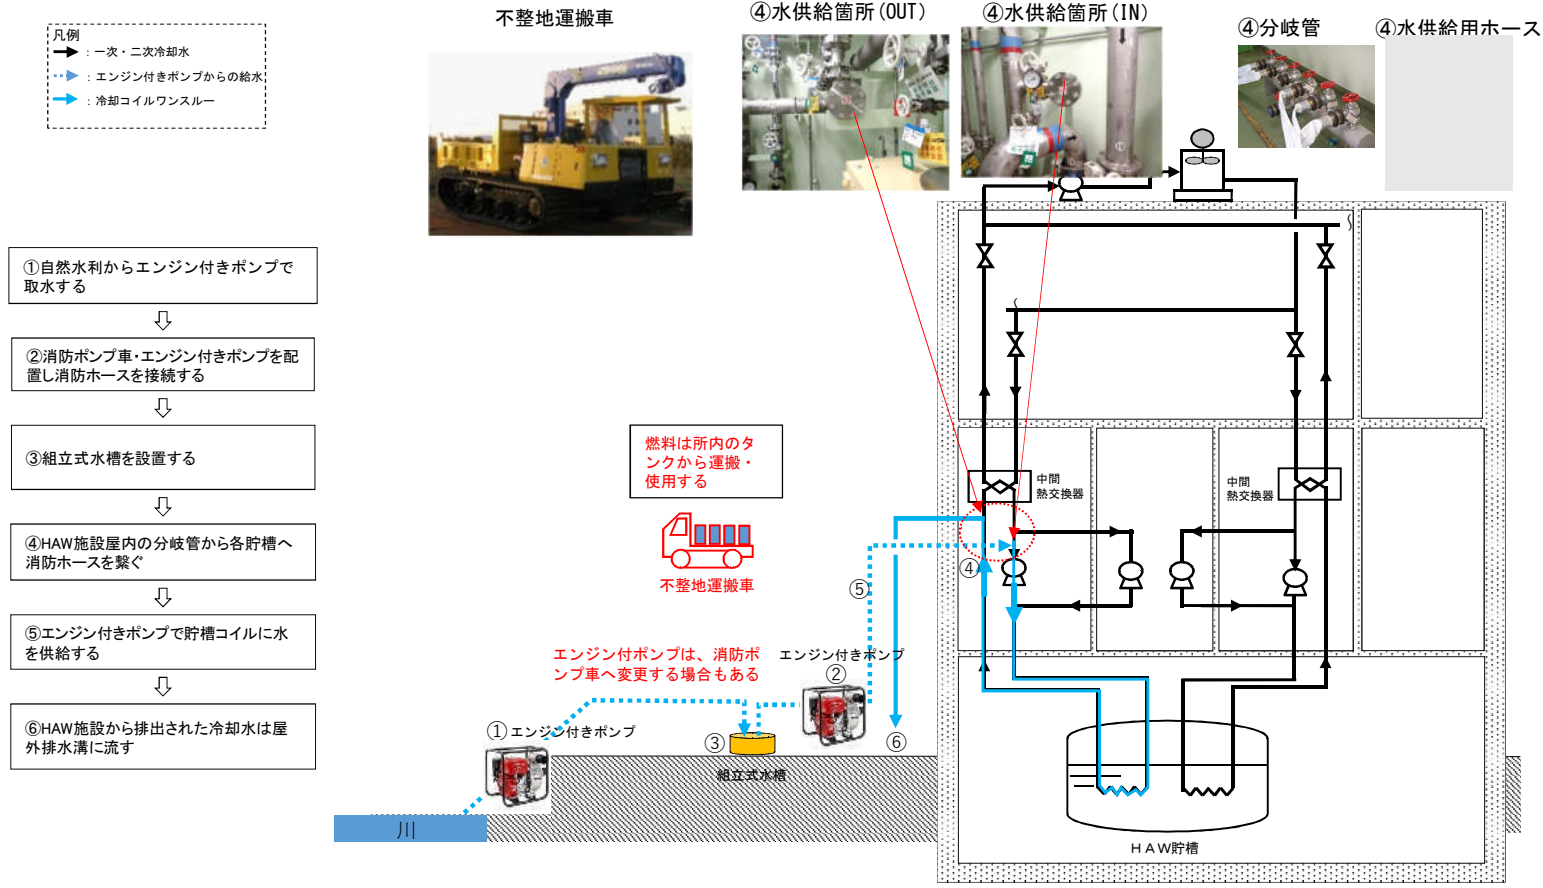 不整地運搬車
④水供給箇所(OUT)
④水供給箇所(IN)
④分岐管
④水供給用ホース
凡例
：一次・二次冷却水
：エンジン付きポンプからの給水
：冷却コイルワンスルー
①自然水利からエンジン付きポンプで
取水する
②消防ポンプ車・エンジン付きポンプを配
置し消防ホースを接続する
③組立式水槽を設置する
④HAW施設屋内の分岐管から各貯槽へ
消防ホースを繋ぐ
⑤エンジン付きポンプで貯槽コイルに水
を供給する
⑥HAW施設から排出された冷却水は屋
外排水溝に流す
燃料は所内のタ
ンクから運搬・
使用する
不整地運搬車
エンジン付ポンプは、消防ポ
ンプ車へ変更する場合もある
エンジン付きポンプ
②
①エンジン付きポンプ
③
組立式水槽
川
⑤
⑥
④
中間
熱交換器
中間
熱交換器
ＨＡＷ貯槽